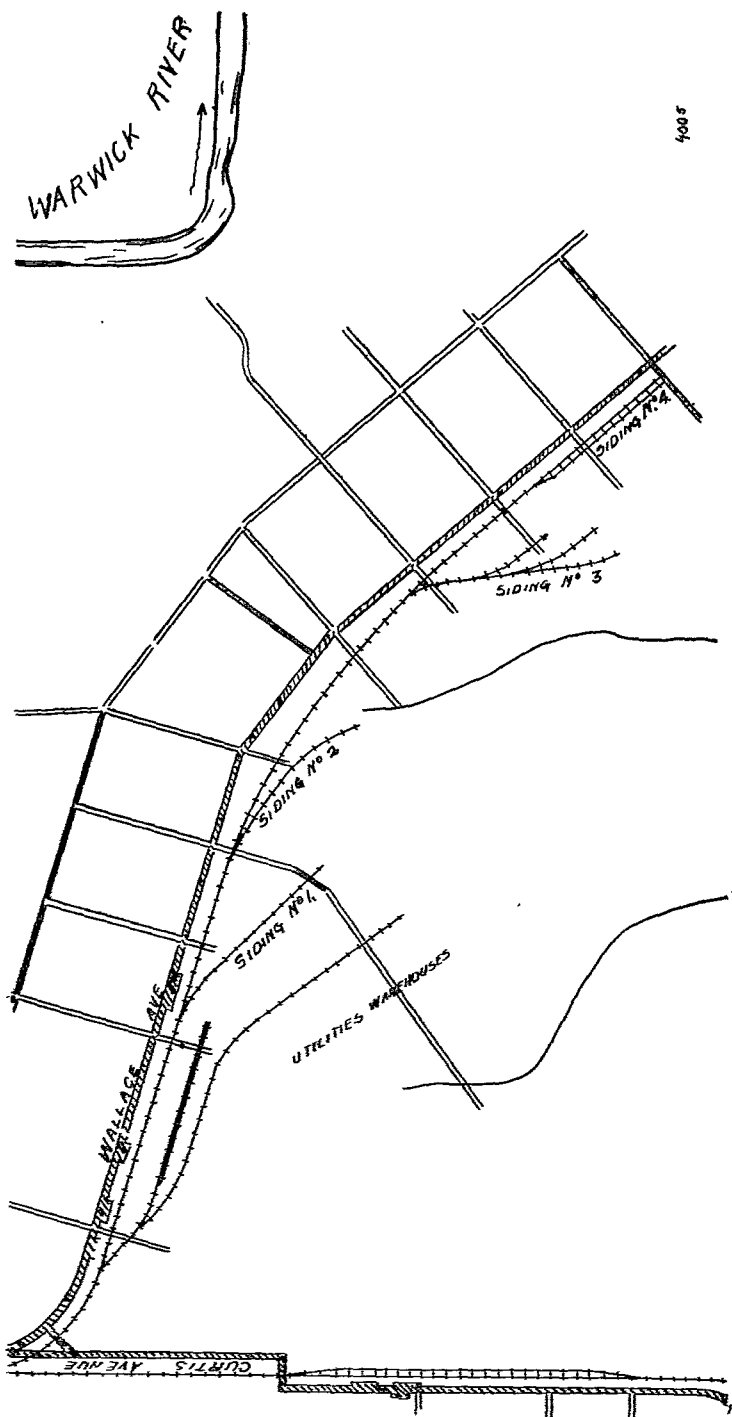 WARWICK RIVER
4005
SIDING Nº 4.
SIDING Nº 3
SIDING Nº 2
SIDING Nº 1.
UTILITIES WAREHOUSES
WALLACE AVE
CURTIS AVENUE